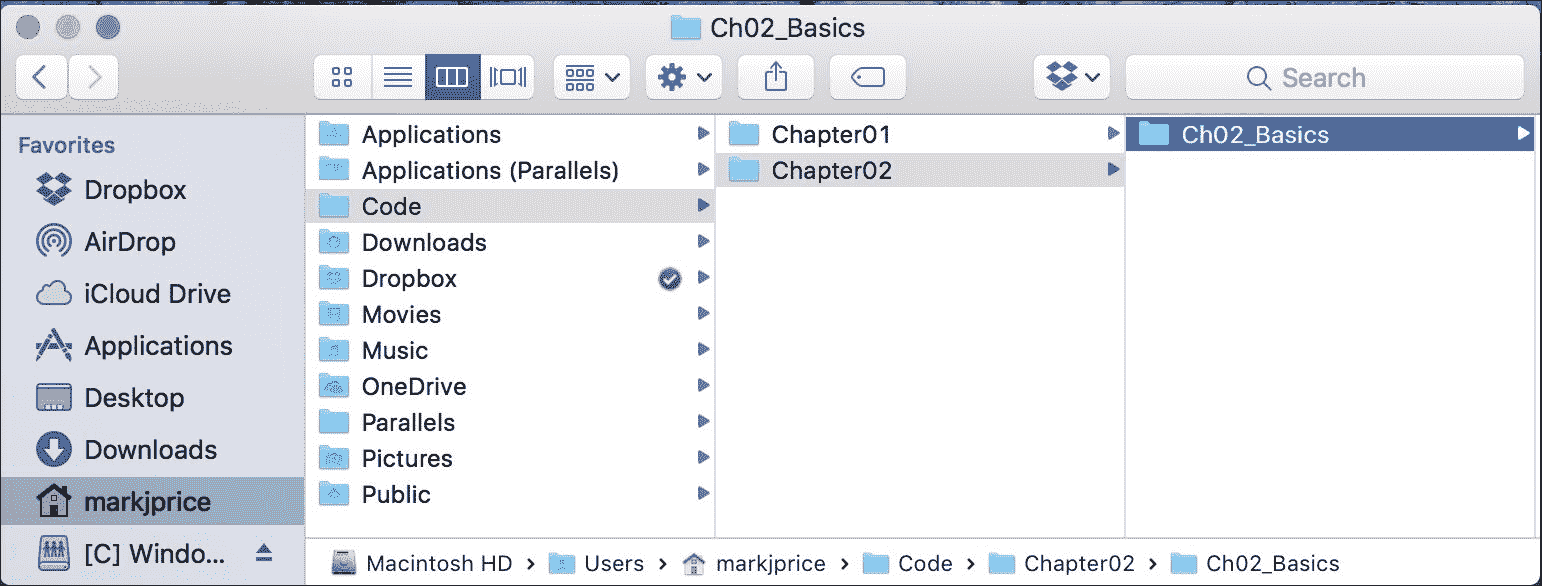 Ch02_Basics
Search
Favorites
Dropbox
AirDrop
iCloud Drive
Applications
Desktop
Downloads
markjprice
[C] Windo...
Applications
Applications (Parallels)
Code
Downloads
Dropbox
Movies
Music
OneDrive
Parallels
Pictures
Public
Chapter01
Chapter02
Ch02_Basics
Macintosh HD › Users › markjprice › Code › Chapter02 › Ch02_Basics